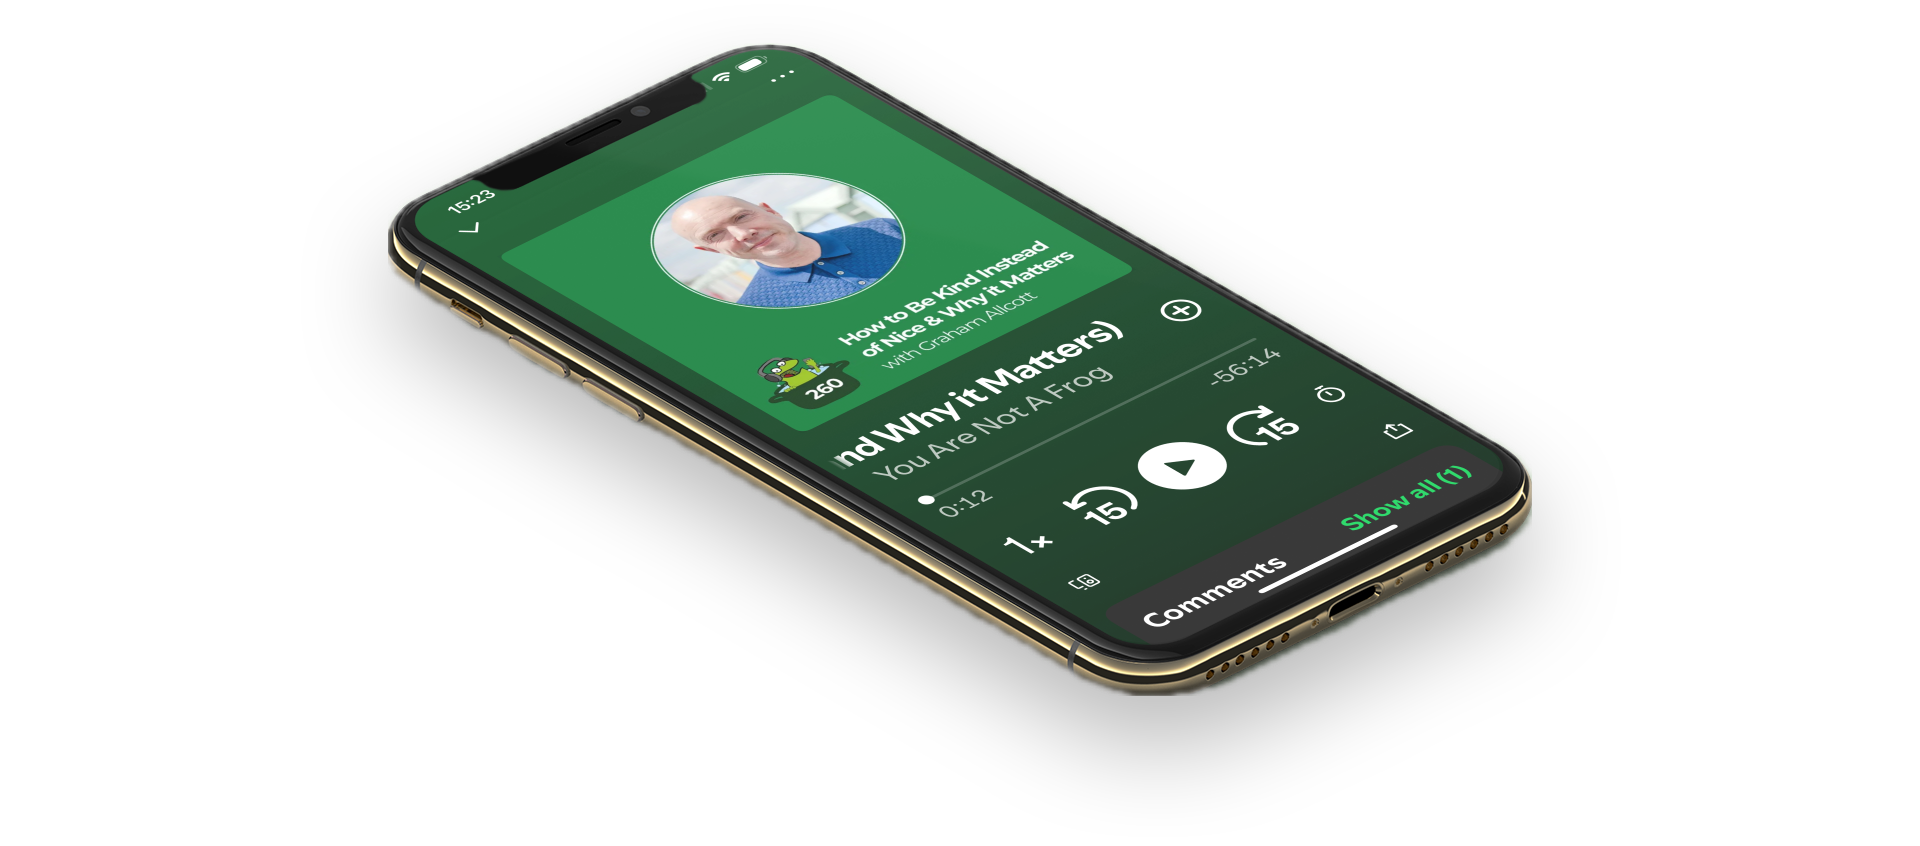 15:23
How to Be Kind Instead
of Nice & Why it Matters
with Graham Allcott
260
nd Why it Matters)
You Are Not A Frog
0:12
-56:14
1x
15
15
Comments
Show all (1)